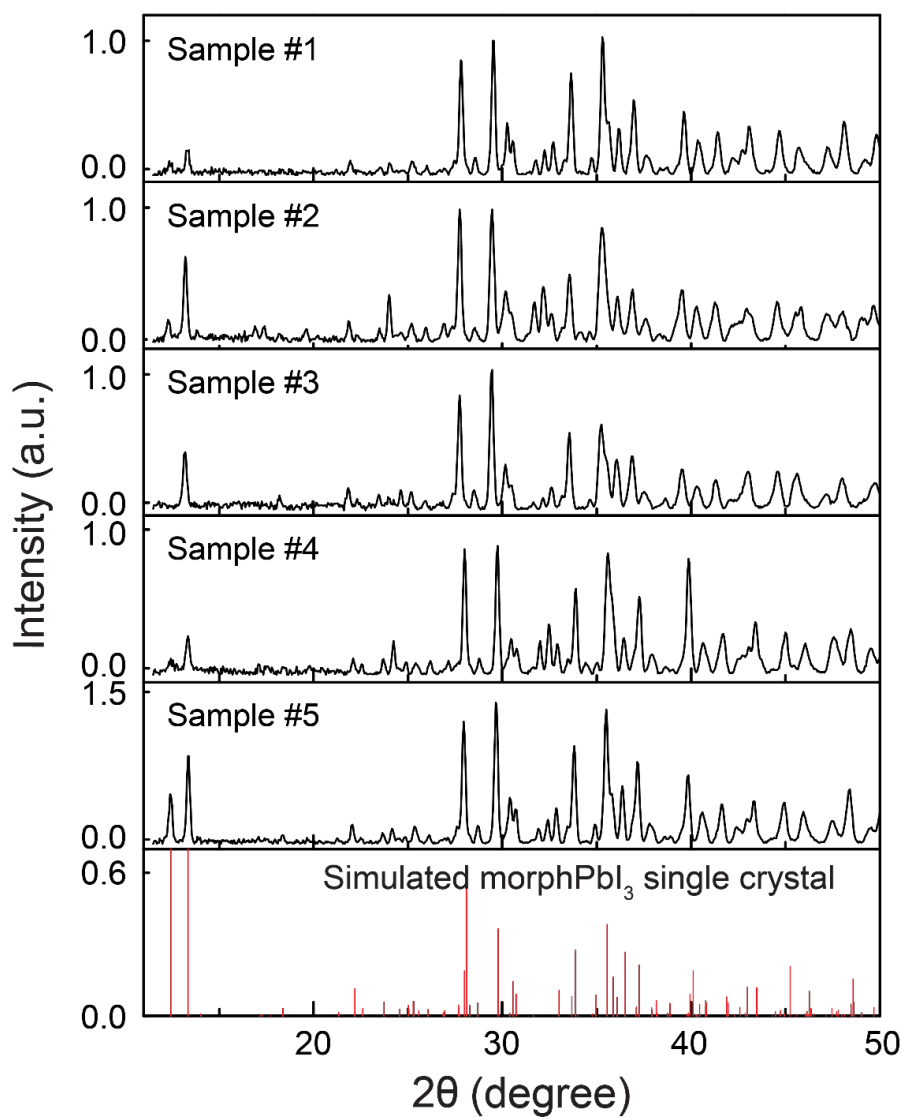 1.0
Sample #1
0.0
1.0
Sample #2
0.0
1.0
Sample #3
0.0
1.0
Sample #4
0.0
1.5
Sample #5
0.0
0.6
Simulated morphPbI₃ single crystal
0.0
20 30 40 50
2θ (degree)
Intensity (a.u.)